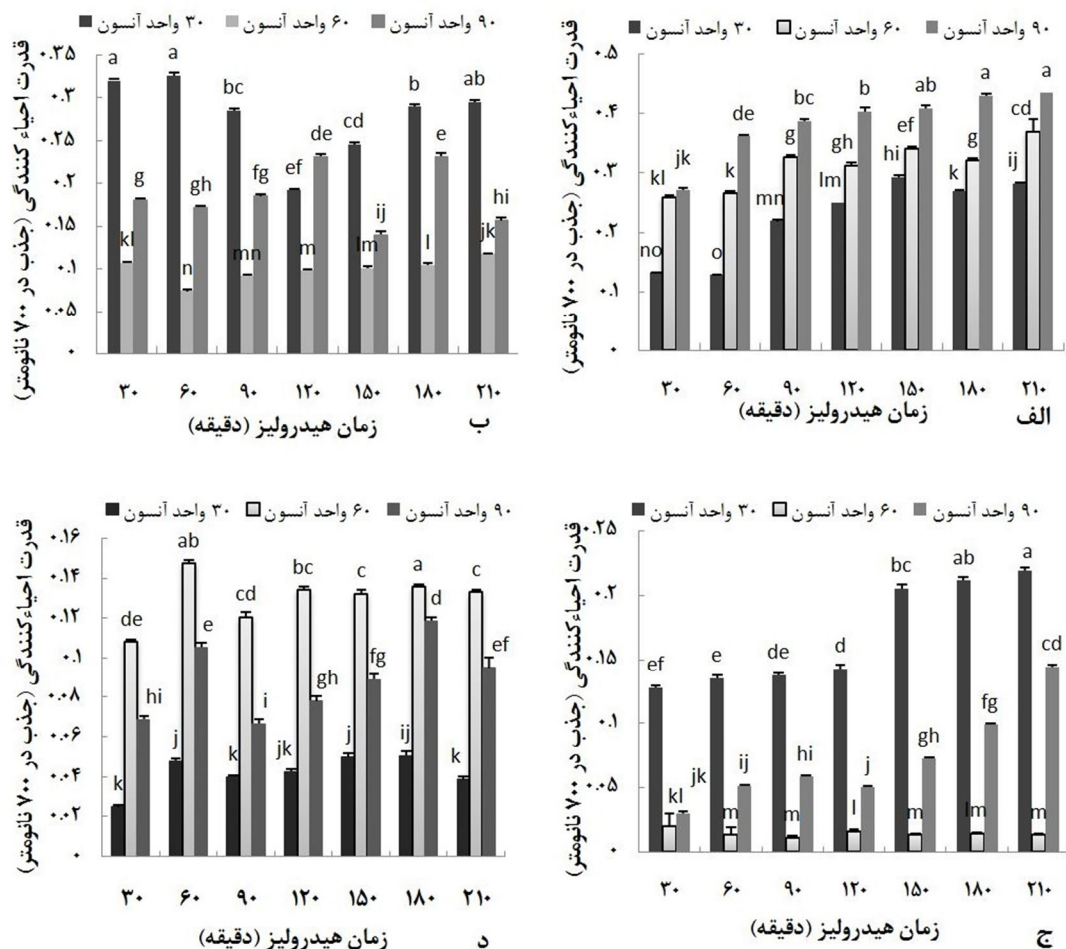 ۳۰ واحد آنسون ۶۰ واحد آنسون ۹۰ واحد آنسون
قدرت احیاء کنندگی (جذب در ۷۰۰ نانومتر)
۰.۵
۰.۴
۰.۳
۰.۲
۰.۱
۰
no kl jk
o k de
mn g bc
lm gh b
hi ef ab
k g a
ij cd a
۳۰ ۶۰ ۹۰ ۱۲۰ ۱۵۰ ۱۸۰ ۲۱۰
زمان هیدرولیز (دقیقه)
الف
۳۰ واحد آنسون ۶۰ واحد آنسون ۹۰ واحد آنسون
قدرت احیاء کنندگی (جذب در ۷۰۰ نانومتر)
۰.۳۵
۰.۳
۰.۲۵
۰.۲
۰.۱۵
۰.۱
۰.۰۵
۰
a kl g
a n gh
bc mn fg
ef m de
cd lm ij
b l e
ab jk hi
۳۰ ۶۰ ۹۰ ۱۲۰ ۱۵۰ ۱۸۰ ۲۱۰
زمان هیدرولیز (دقیقه)
ب
۳۰ واحد آنسون ۶۰ واحد آنسون ۹۰ واحد آنسون
قدرت احیاء کنندگی (جذب در ۷۰۰ نانومتر)
۰.۲۵
۰.۲
۰.۱۵
۰.۱
۰.۰۵
۰
ef kl jk
e m ij
de m hi
d l j
bc m gh
ab lm fg
a m cd
۳۰ ۶۰ ۹۰ ۱۲۰ ۱۵۰ ۱۸۰ ۲۱۰
زمان هیدرولیز (دقیقه)
ج
۳۰ واحد آنسون ۶۰ واحد آنسون ۹۰ واحد آنسون
قدرت احیاء کنندگی (جذب در ۷۰۰ نانومتر)
۰.۱۶
۰.۱۴
۰.۱۲
۰.۱
۰.۰۸
۰.۰۶
۰.۰۴
۰.۰۲
۰
k de hi
j ab e
k cd i
jk bc gh
j c fg
ij a d
k c ef
۳۰ ۶۰ ۹۰ ۱۲۰ ۱۵۰ ۱۸۰ ۲۱۰
زمان هیدرولیز (دقیقه)
د